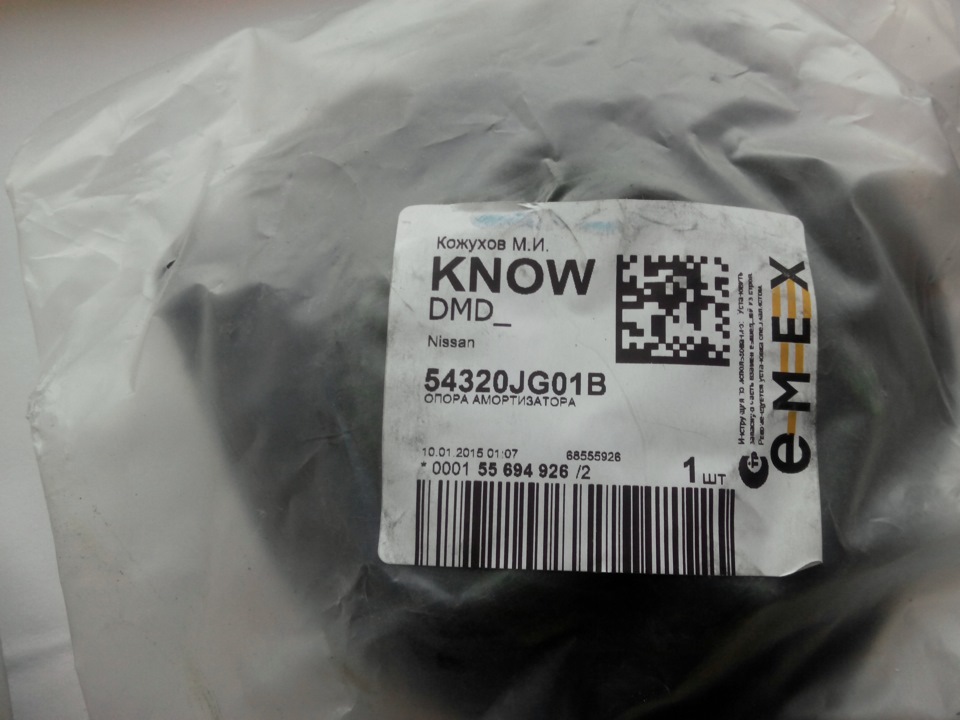 Кожухов М.И.
KNOW
DMD_
Nissan
54320JG01B
ОПОРА АМОРТИЗАТОРА
10.01.2015 01:07 68555926
* 0001 55 694 926 /2
1 шт
e-MEX